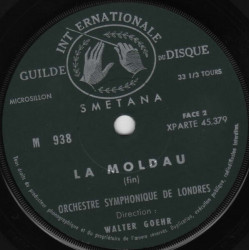 GUILDE INTERNATIONALE DU DISQUE
33 1/3 TOURS
MICROSILLON
SMETANA
FACE 2
M 938
XPARTE 45.379
LA MOLDAU
(fin)
ORCHESTRE SYMPHONIQUE DE LONDRES
Direction :
WALTER GOEHR